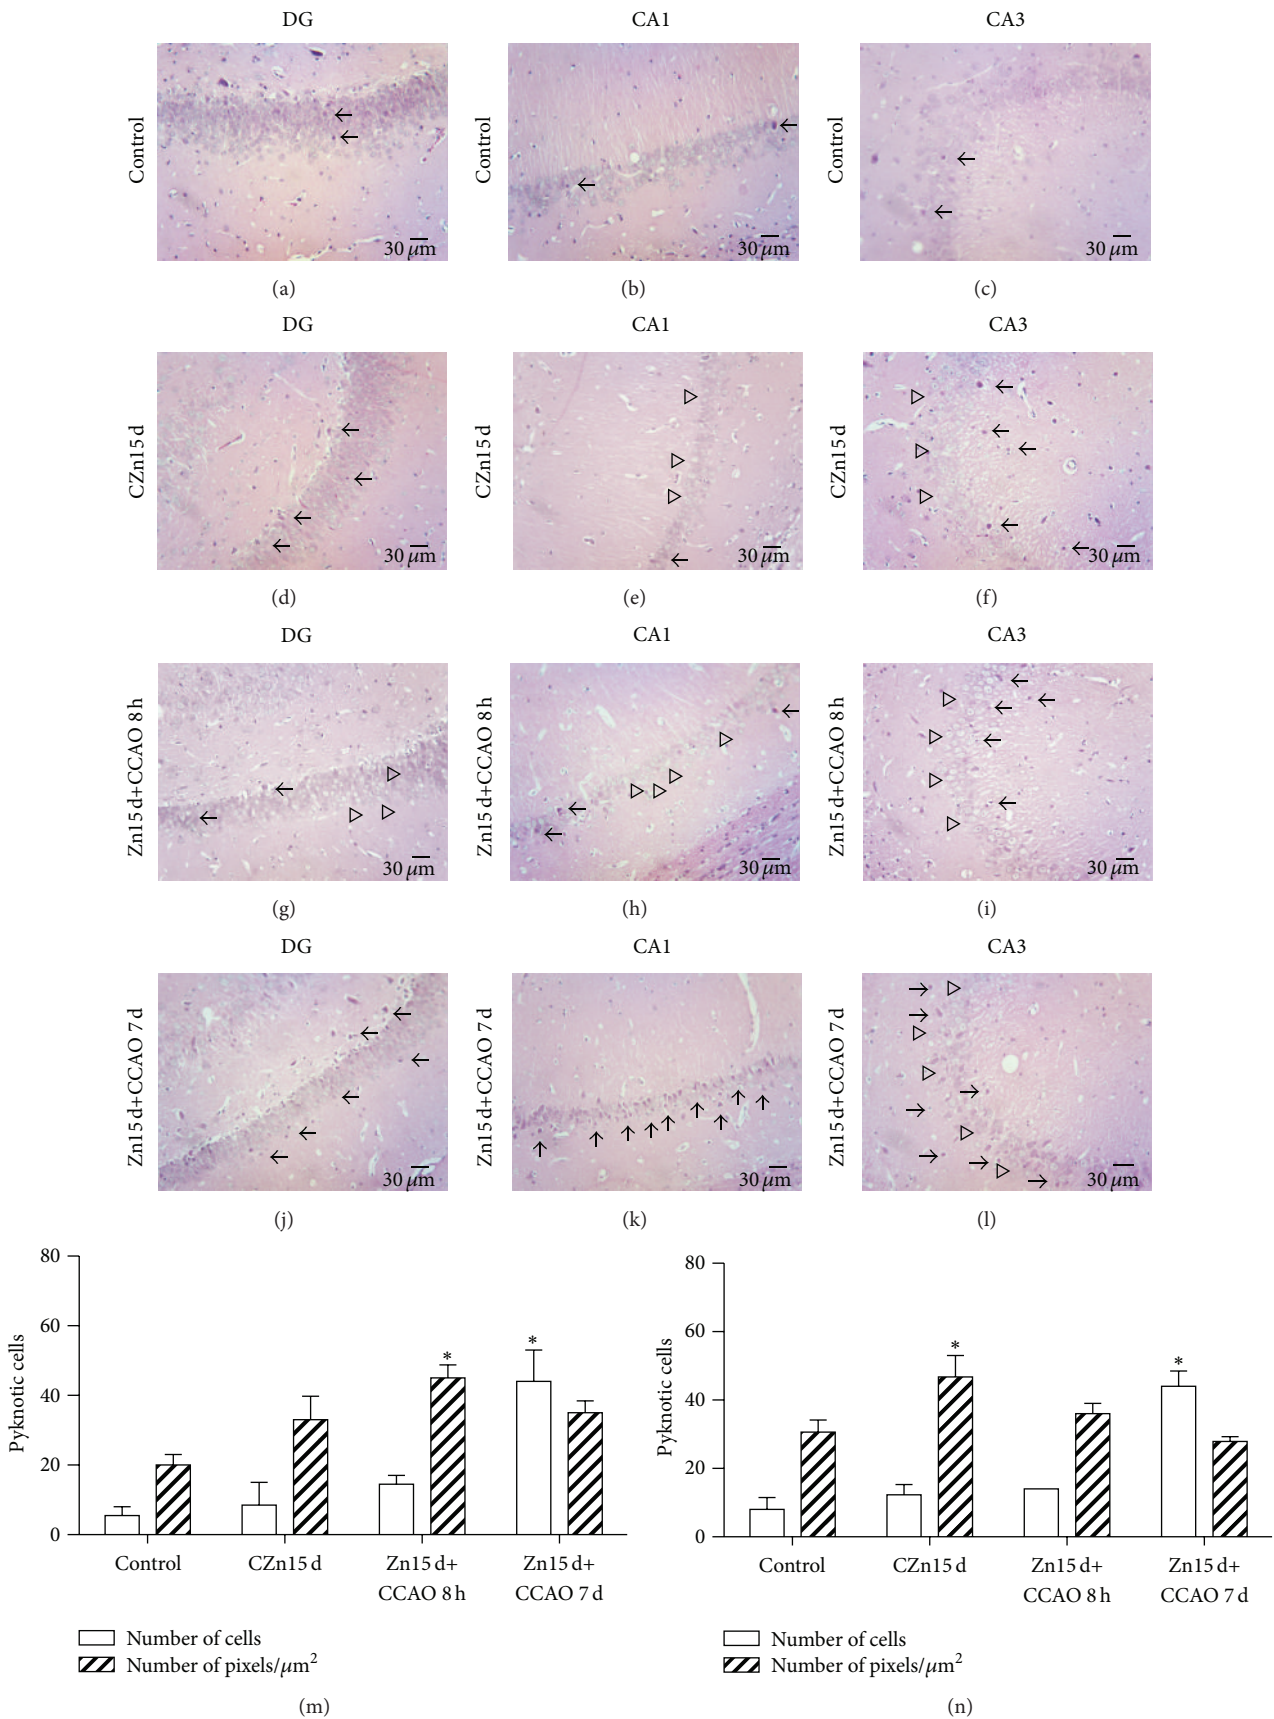 DG
CA1
CA3
Control
Control
Control
30 μm
30 μm
30 μm
(a)
(b)
(c)
DG
CA1
CA3
CZn15 d
CZn15 d
CZn15 d
30 μm
30 μm
30 μm
(d)
(e)
(f)
DG
CA1
CA3
Zn15 d+CCAO 8 h
Zn15 d+CCAO 8 h
Zn15 d+CCAO 8 h
30 μm
30 μm
30 μm
(g)
(h)
(i)
DG
CA1
CA3
Zn15 d+CCAO 7 d
Zn15 d+CCAO 7 d
Zn15 d+CCAO 7 d
30 μm
30 μm
30 μm
(j)
(k)
(l)
Pyknotic cells
80
60
40
20
0
*
*
Control
CZn15 d
Zn15 d+
CCAO 8 h
Zn15 d+
CCAO 7 d
Number of cells
Number of pixels/μm²
(m)
Pyknotic cells
80
60
40
20
0
*
*
Control
CZn15 d
Zn15 d+
CCAO 8 h
Zn15 d+
CCAO 7 d
Number of cells
Number of pixels/μm²
(n)